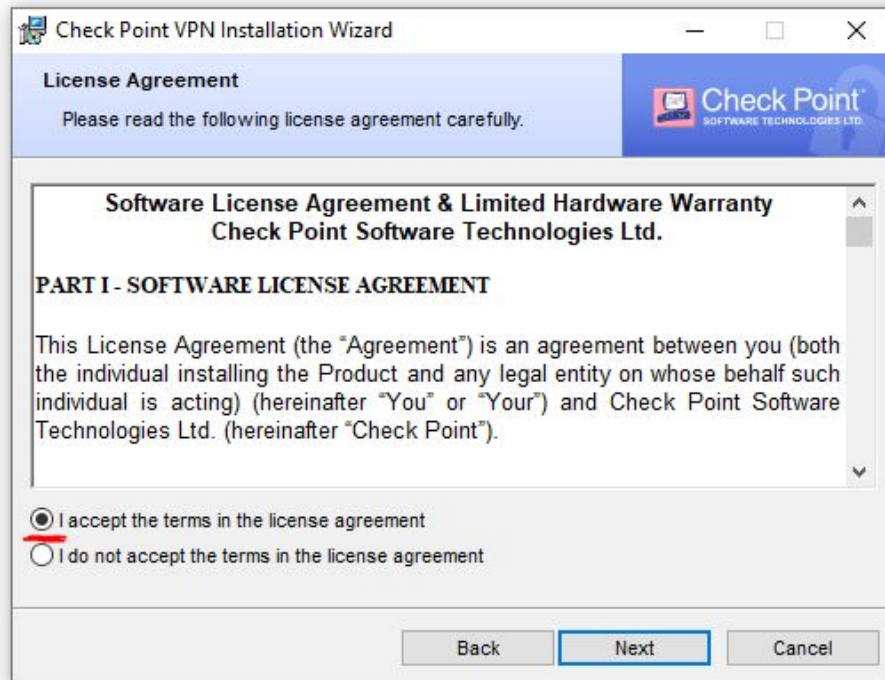 Check Point VPN Installation Wizard
License Agreement
Please read the following license agreement carefully.
Check Point
SOFTWARE TECHNOLOGIES LTD.
Software License Agreement & Limited Hardware Warranty
Check Point Software Technologies Ltd.
PART I - SOFTWARE LICENSE AGREEMENT
This License Agreement (the “Agreement”) is an agreement between you (both
the individual installing the Product and any legal entity on whose behalf such
individual is acting) (hereinafter “You” or “Your”) and Check Point Software
Technologies Ltd. (hereinafter “Check Point”).
I accept the terms in the license agreement
I do not accept the terms in the license agreement
Back
Next
Cancel